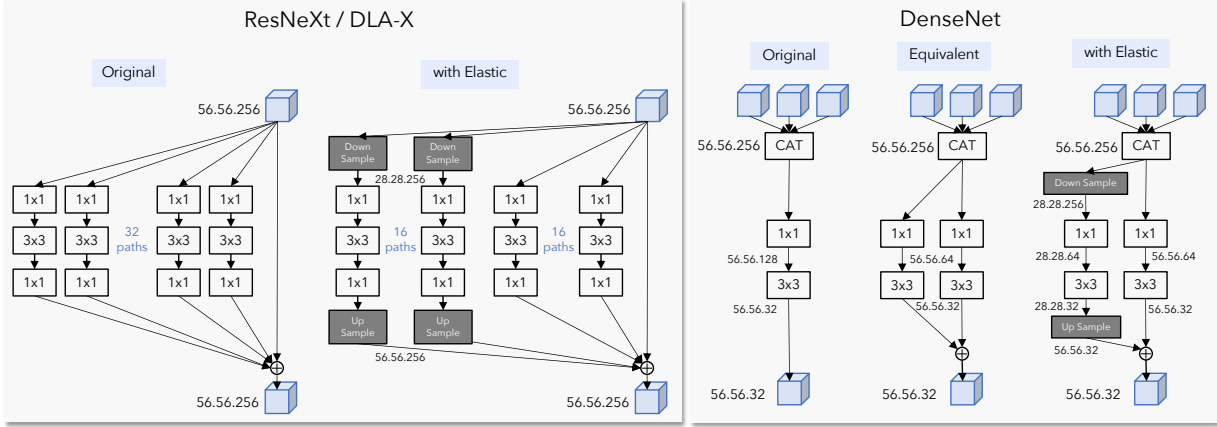 ResNeXt / DLA-X
Original
with Elastic
56.56.256
56.56.256
Down
Sample
Down
Sample
28.28.256
1x1
1x1
1x1
1x1
1x1
1x1
1x1
1x1
3x3
3x3
32
paths
3x3
3x3
3x3
16
paths
3x3
3x3
16
paths
3x3
1x1
1x1
1x1
1x1
1x1
1x1
1x1
1x1
Up
Sample
Up
Sample
56.56.256
56.56.256
56.56.256
DenseNet
Original
Equivalent
with Elastic
56.56.256
CAT
56.56.256
CAT
56.56.256
CAT
Down Sample
28.28.256
1x1
1x1
1x1
1x1
1x1
56.56.128
56.56.64
28.28.64
56.56.64
3x3
3x3
3x3
3x3
3x3
56.56.32
56.56.32
28.28.32
56.56.32
Up Sample
56.56.32
56.56.32
56.56.32
56.56.32